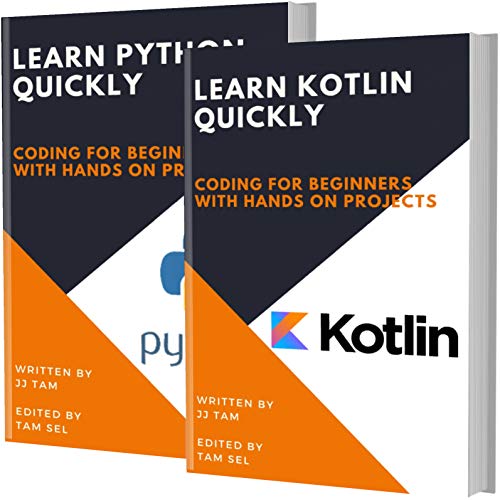 LEARN PYTHON
QUICKLY
CODING FOR BEGIN
WITH HANDS ON PR
WRITTEN BY
JJ TAM
EDITED BY
TAM SEL
LEARN KOTLIN
QUICKLY
CODING FOR BEGINNERS
WITH HANDS ON PROJECTS
Kotlin
WRITTEN BY
JJ TAM
EDITED BY
TAM SEL